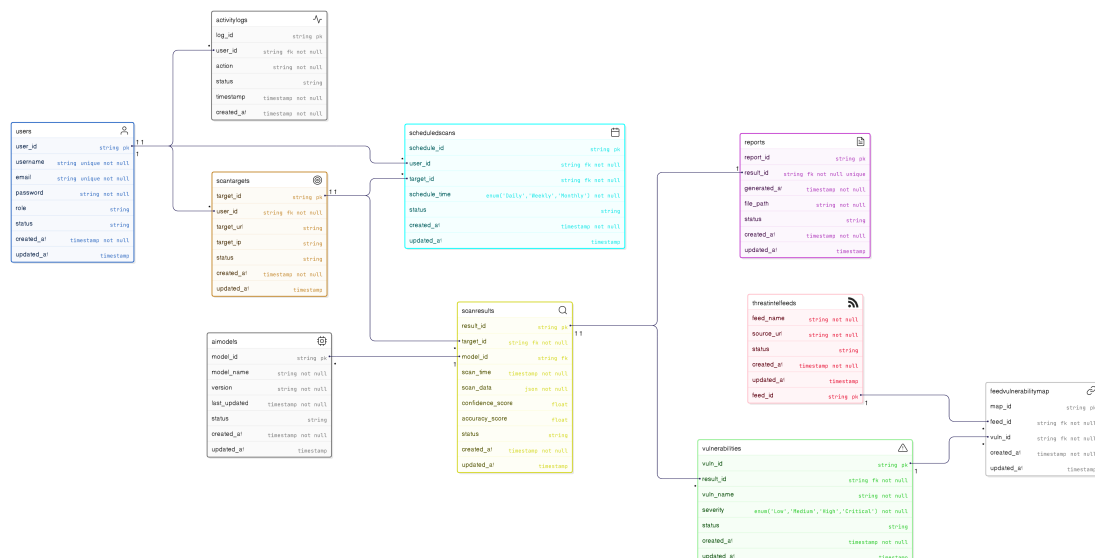 activitylogs
log_id string pk
user_id string fk not null
action string not null
status string
timestamp timestamp not null
created_at timestamp not null
users
user_id string pk
username string unique not null
email string unique not null
password string not null
role string
status string
created_at timestamp not null
updated_at timestamp
1 1
1
scheduledscans
schedule_id string pk
user_id string fk not null
target_id string fk not null
schedule_time enum('Daily','Weekly','Monthly') not null
status string
created_at timestamp not null
updated_at timestamp
reports
report_id string pk
1
result_id string fk not null unique
generated_at timestamp not null
file_path string not null
status string
created_at timestamp not null
updated_at timestamp
scantargets
target_id string pk
1 1
user_id string fk not null
target_url string
target_ip string
status string
created_at timestamp not null
updated_at timestamp
threatintelfeeds
feed_name string not null
source_url string not null
status string
created_at timestamp not null
updated_at timestamp
feed_id string pk
1
scanresults
result_id string pk
1 1
target_id string fk not null
model_id string fk
1
scan_time timestamp not null
scan_data json not null
confidence_score float
accuracy_score float
status string
created_at timestamp not null
updated_at timestamp
aimodels
model_id string pk
model_name string not null
version string not null
last_updated timestamp not null
status string
created_at timestamp not null
updated_at timestamp
feedvulnerabilitymap
map_id string pk
feed_id string fk not null
vuln_id string fk not null
created_at timestamp not null
updated_at timestamp
vulnerabilities
vuln_id string pk
1
result_id string fk not null
vuln_name string not null
severity enum('Low','Medium','High','Critical') not null
status string
created_at timestamp not null
updated_at timestamp